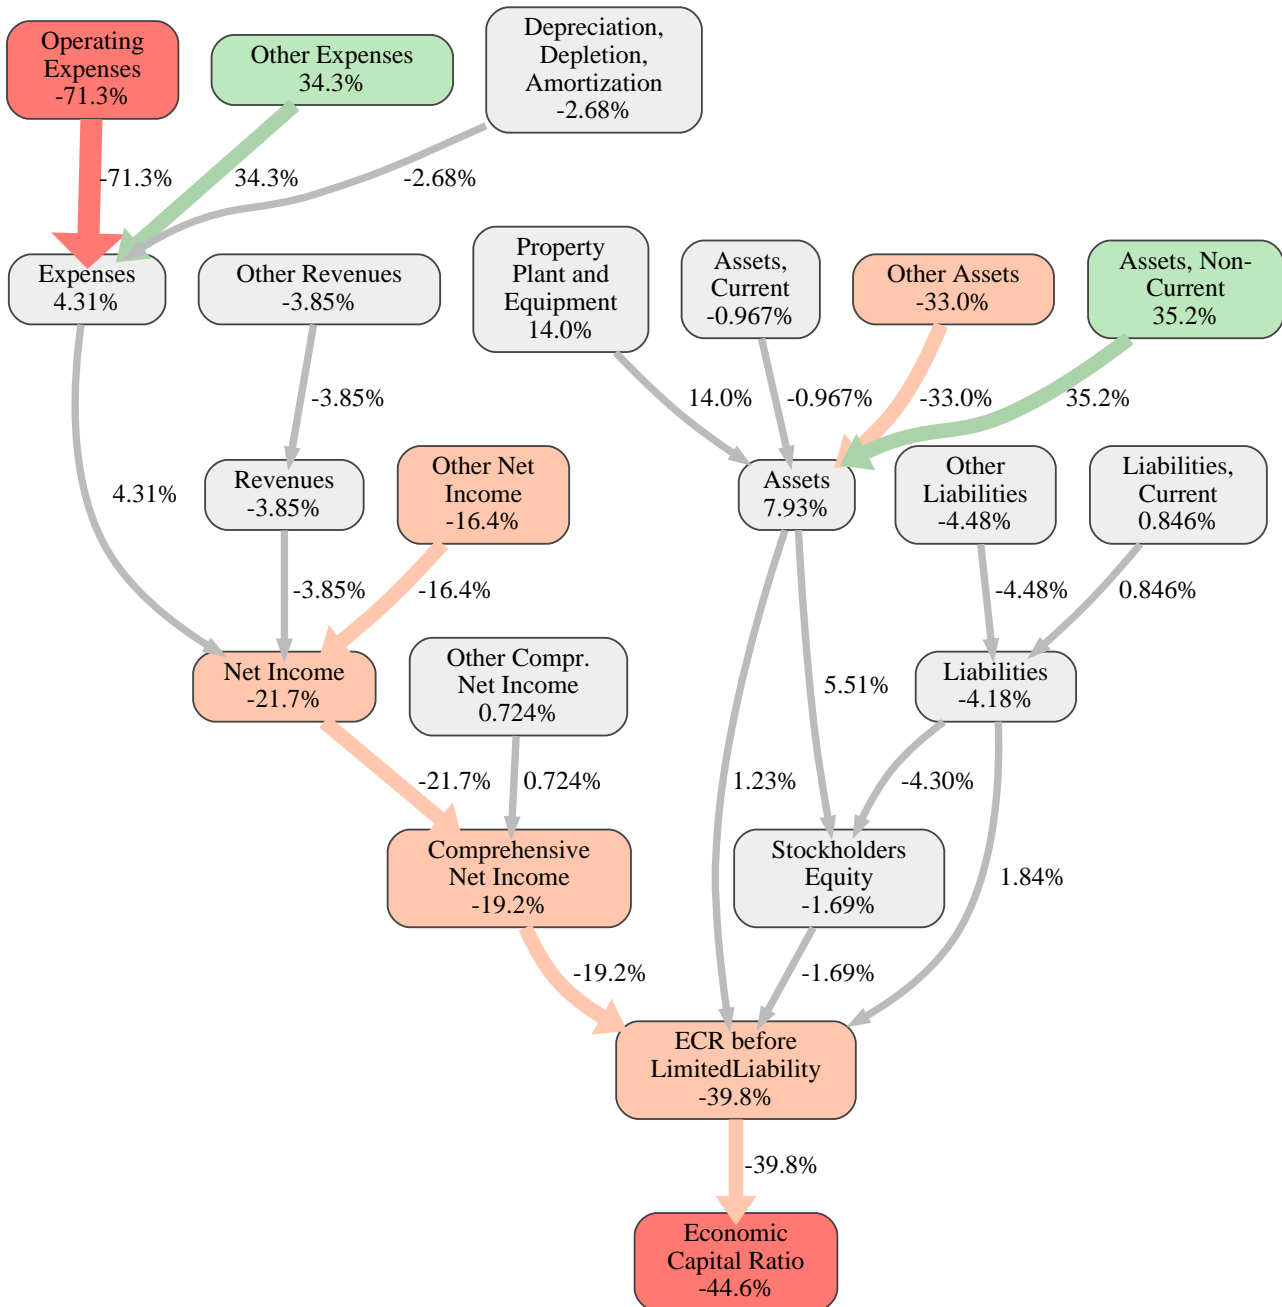 Operating
Expenses
-71.3%
Other Expenses
34.3%
Depreciation,
Depletion,
Amortization
-2.68%
-71.3%
34.3%
-2.68%
Expenses
4.31%
Other Revenues
-3.85%
Property
Plant and
Equipment
14.0%
Assets,
Current
-0.967%
Other Assets
-33.0%
Assets, Non-
Current
35.2%
-3.85%
14.0%
-0.967%
-33.0%
35.2%
4.31%
Revenues
-3.85%
Other Net
Income
-16.4%
Assets
7.93%
Other
Liabilities
-4.48%
Liabilities,
Current
0.846%
-3.85%
-16.4%
-4.48%
0.846%
Net Income
-21.7%
Other Compr.
Net Income
0.724%
5.51%
Liabilities
-4.18%
-21.7%
0.724%
1.23%
-4.30%
Comprehensive
Net Income
-19.2%
Stockholders
Equity
-1.69%
1.84%
-19.2%
-1.69%
ECR before
LimitedLiability
-39.8%
-39.8%
Economic
Capital Ratio
-44.6%